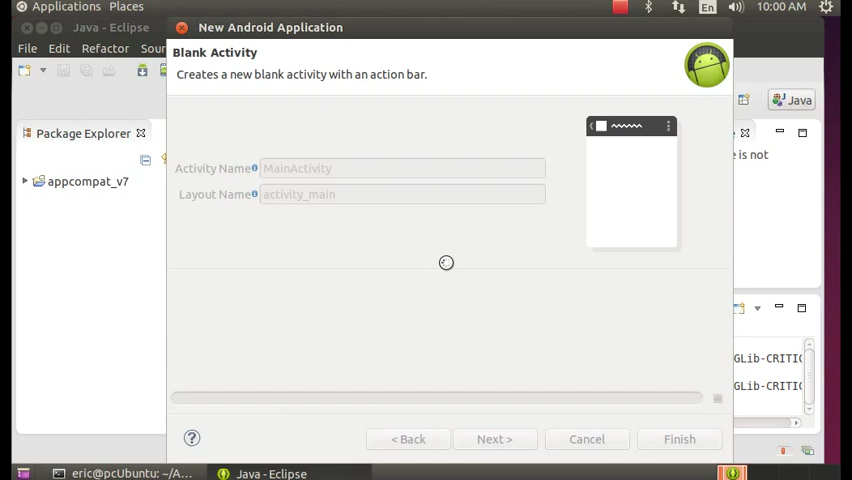 Applications Places
En
10:00 AM
Java - Eclipse
New Android Application
File Edit Refactor
Blank Activity
Creates a new blank activity with an action bar.
Java
Package Explorer
e is not
Activity Name MainActivity
appcompat_v7
Layout Name activity_main
GLib-CRITIC
GLib-CRITIC
?
< Back
Next >
Cancel
Finish
eric@pcUbuntu: ~/A...
Java - Eclipse